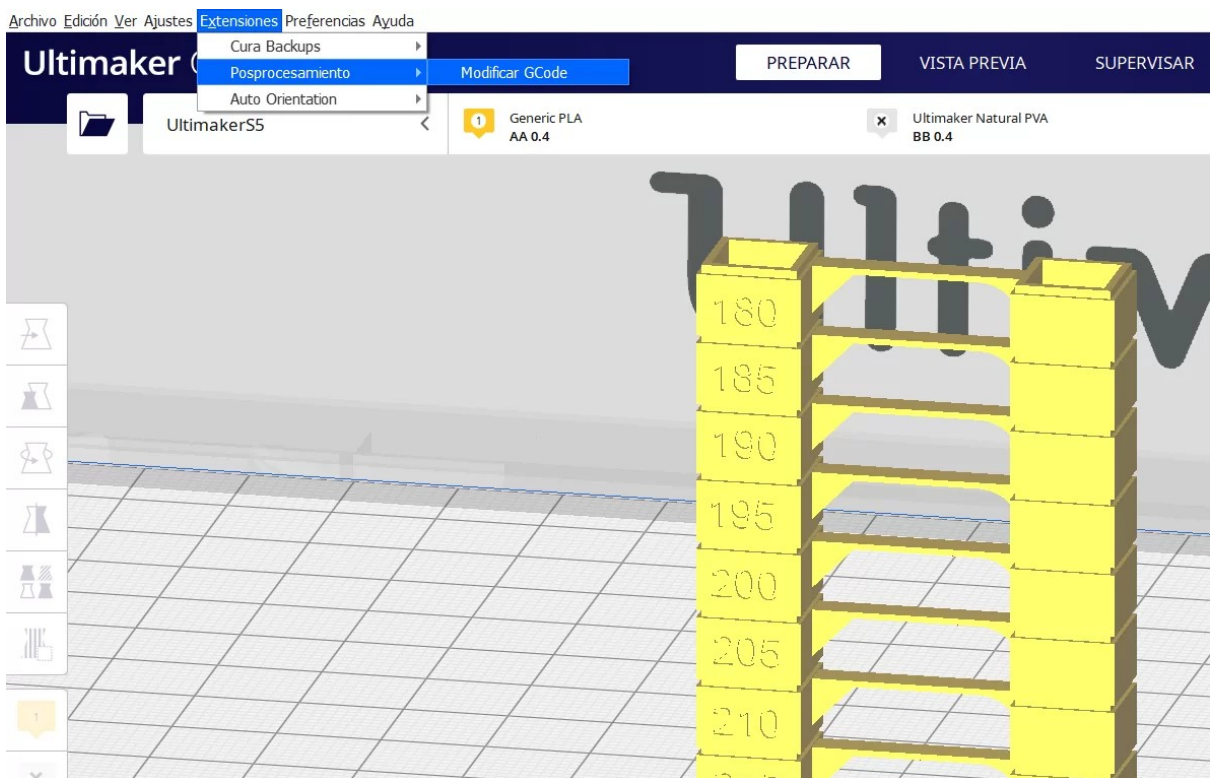 Archivo Edición Ver Ajustes Extensiones Preferencias Ayuda
Cura Backups
Posprocesamiento
Modificar GCode
Auto Orientation
Ultimaker
PREPARAR
VISTA PREVIA
SUPERVISAR
UltimakerS5
1
Generic PLA
AA 0.4
Ultimaker Natural PVA
BB 0.4
180
185
190
195
200
205
210
1